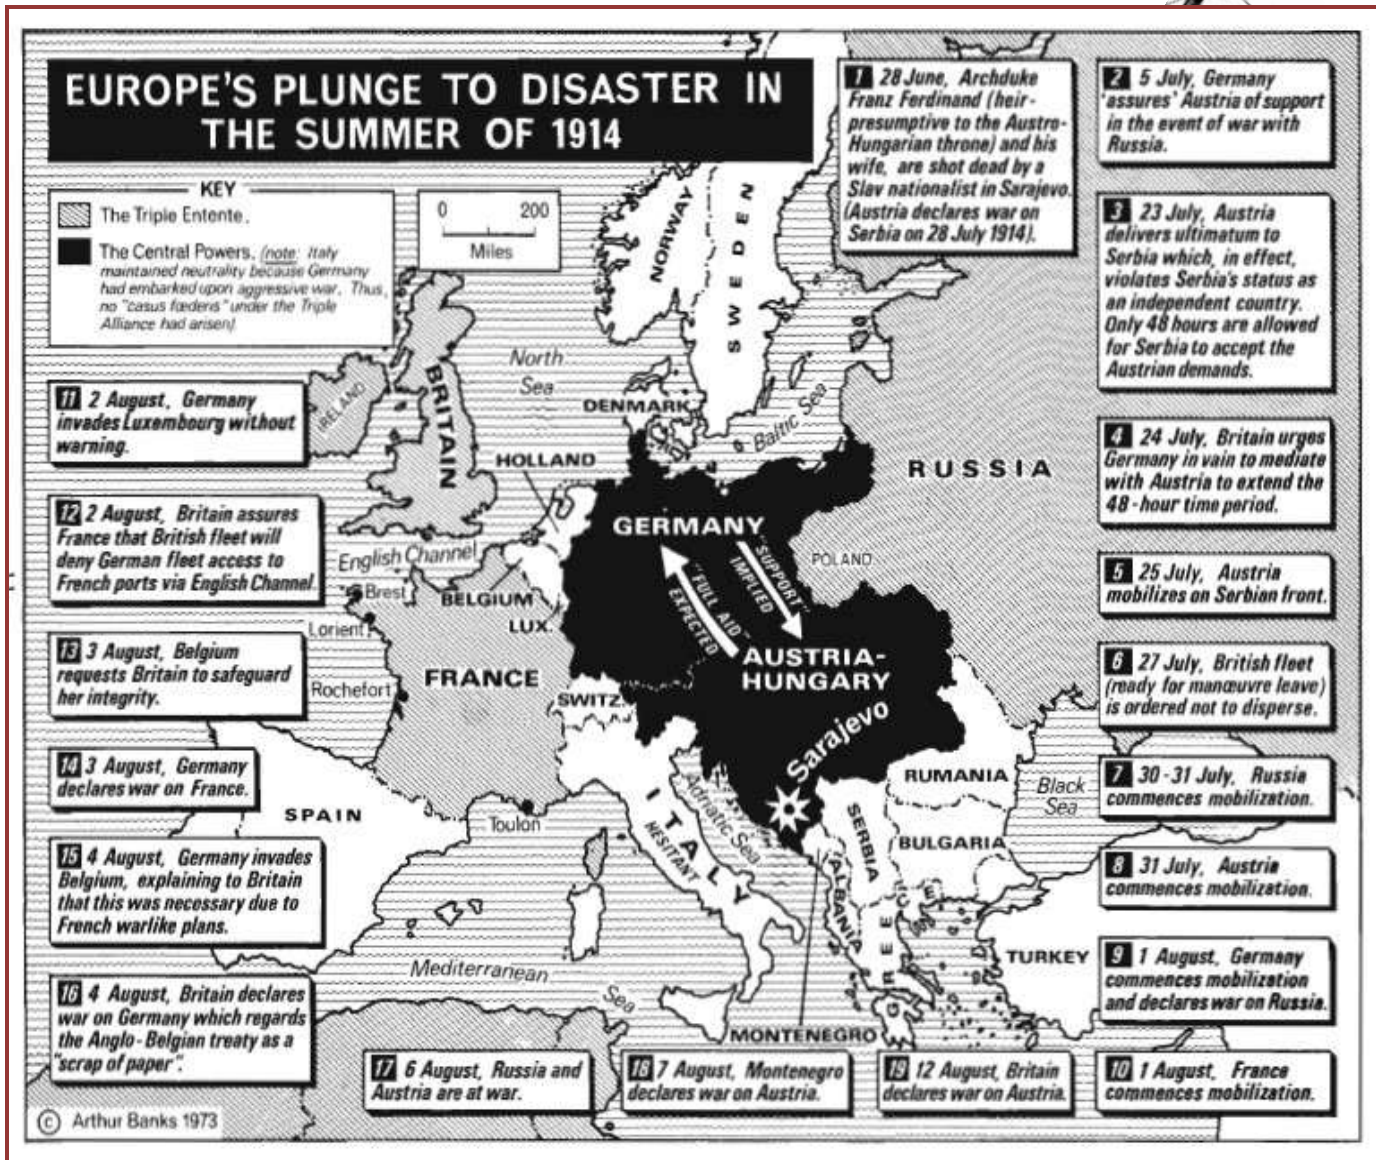 EUROPE'S PLUNGE TO DISASTER IN
THE SUMMER OF 1914
KEY
The Triple Entente.
The Central Powers. (note: Italy
maintained neutrality because Germany
had embarked upon aggressive war. Thus,
no "casus fœderis" under the Triple
Alliance had arisen)
0 200
Miles
1 28 June, Archduke
Franz Ferdinand (heir-
presumptive to the Austro-
Hungarian throne) and his
wife, are shot dead by a
Slav nationalist in Sarajevo.
(Austria declares war on
Serbia on 28 July 1914).
2 5 July, Germany
'assures' Austria of support
in the event of war with
Russia.
3 23 July, Austria
delivers ultimatum to
Serbia which, in effect,
violates Serbia's status as
an independent country.
Only 48 hours are allowed
for Serbia to accept the
Austrian demands.
4 24 July, Britain urges
Germany in vain to mediate
with Austria to extend the
48-hour time period.
5 25 July, Austria
mobilizes on Serbian front.
6 27 July, British fleet
(ready for manœuvre leave)
is ordered not to disperse.
7 30-31 July, Russia
commences mobilization.
8 31 July, Austria
commences mobilization.
9 1 August, Germany
commences mobilization
and declares war on Russia.
10 1 August, France
commences mobilization.
11 2 August, Germany
invades Luxembourg without
warning.
12 2 August, Britain assures
France that British fleet will
deny German fleet access to
French ports via English Channel.
13 3 August, Belgium
requests Britain to safeguard
her integrity.
14 3 August, Germany
declares war on France.
15 4 August, Germany invades
Belgium, explaining to Britain
that this was necessary due to
French warlike plans.
16 4 August, Britain declares
war on Germany which regards
the Anglo-Belgian treaty as a
"scrap of paper".
17 6 August, Russia and
Austria are at war.
18 7 August, Montenegro
declares war on Austria.
19 12 August, Britain
declares war on Austria.
NORWAY
SWEDEN
North
Sea
DENMARK
Baltic Sea
IRELAND
BRITAIN
HOLLAND
RUSSIA
GERMANY
"SUPPORT"
IMPLIED
"FULL AID"
EXPECTED
POLAND
English Channel
Brest
BELGIUM
LUX.
Lorient
Rochefort
FRANCE
AUSTRIA-
HUNGARY
SWITZ.
Sarajevo
RUMANIA
Black
Sea
SPAIN
Toulon
ITALY
HESITANT
Adriatic Sea
SERBIA
BULGARIA
ALBANIA
GREECE
TURKEY
Mediterranean
Sea
MONTENEGRO
© Arthur Banks 1973